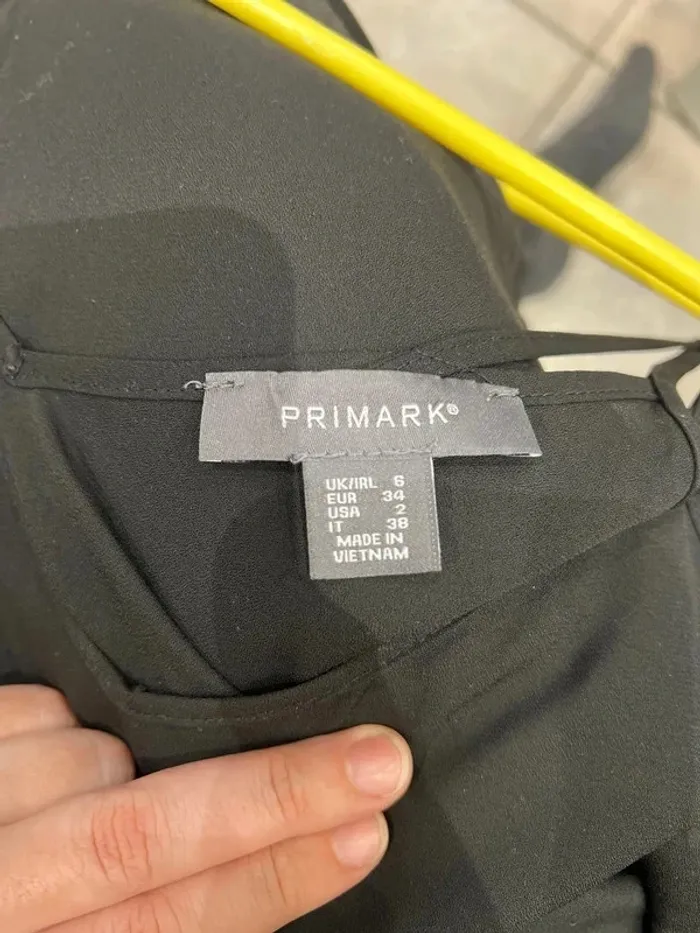 PRIMARK®
UK/IRL 6
EUR 34
USA 2
IT 38
MADE IN
VIETNAM